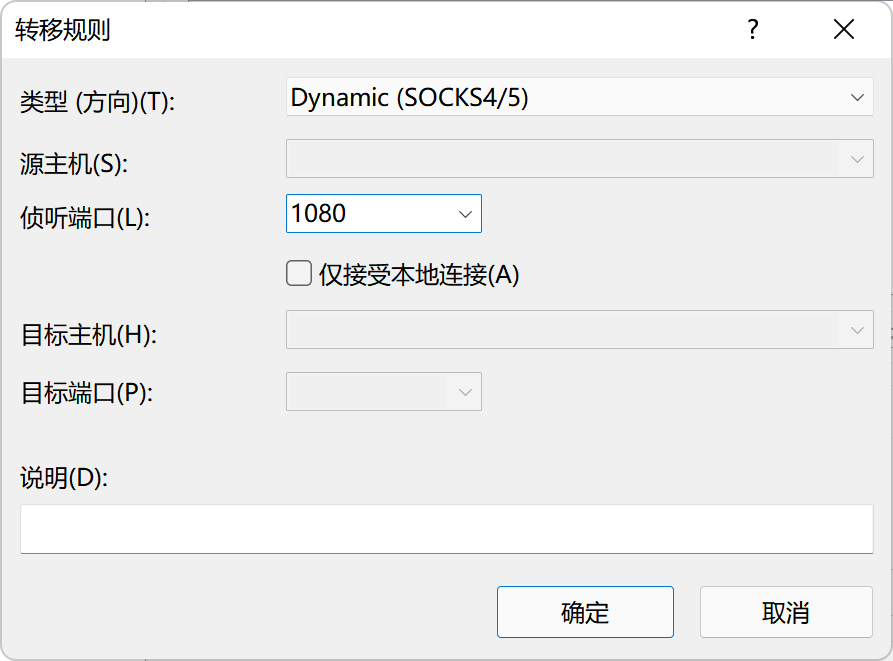 转移规则
类型 (方向)(T):
Dynamic (SOCKS4/5)
源主机(S):
侦听端口(L):
1080
仅接受本地连接(A)
目标主机(H):
目标端口(P):
说明(D):
确定
取消